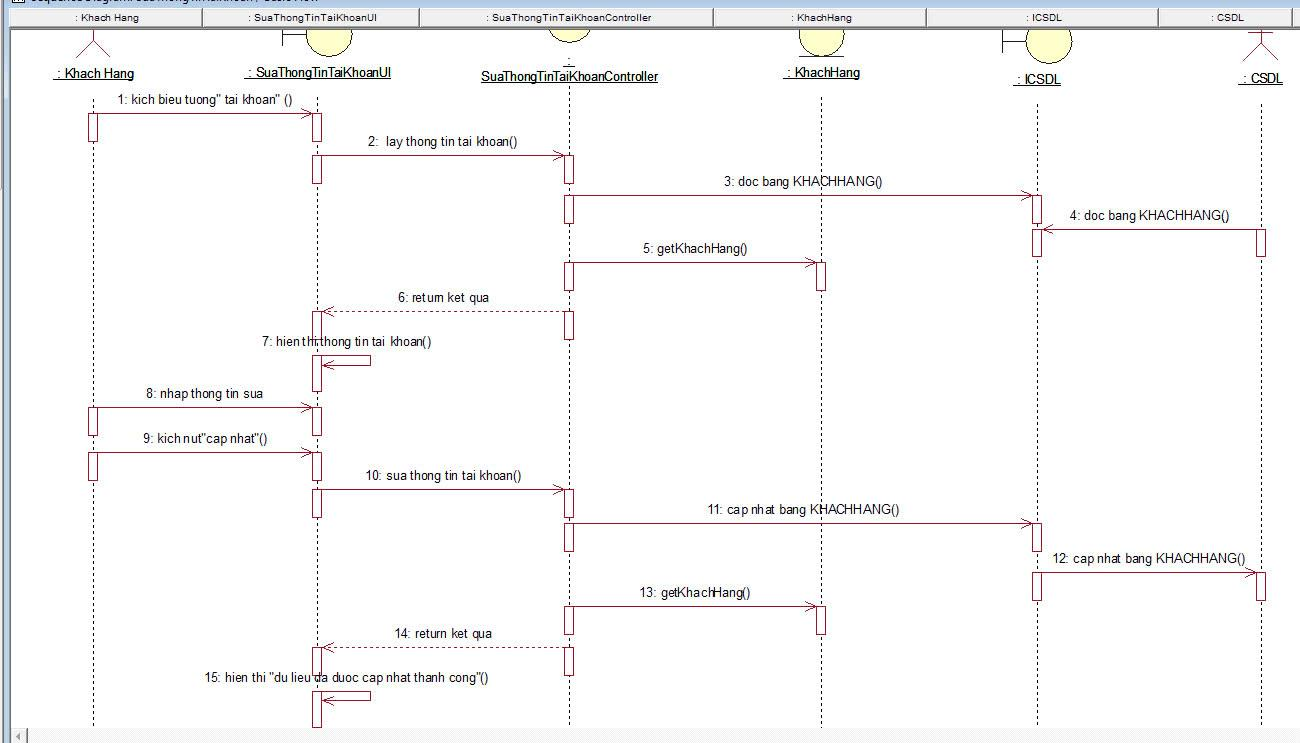 : Khach Hang
: SuaThongTinTaiKhoanUI
: SuaThongTinTaiKhoanController
: KhachHang
: ICSDL
: CSDL
: Khach Hang
: SuaThongTinTaiKhoanUI
:
SuaThongTinTaiKhoanController
: KhachHang
: ICSDL
: CSDL
1: kich bieu tuong" tai khoan" ()
2: lay thong tin tai khoan()
3: doc bang KHACHHANG()
4: doc bang KHACHHANG()
5: getKhachHang()
6: return ket qua
7: hien thi thong tin tai khoan()
8: nhap thong tin sua
9: kich nut"cap nhat"()
10: sua thong tin tai khoan()
11: cap nhat bang KHACHHANG()
12: cap nhat bang KHACHHANG()
13: getKhachHang()
14: return ket qua
15: hien thi "du lieu da duoc cap nhat thanh cong"()